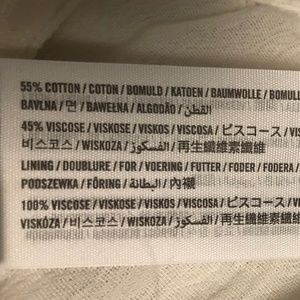 55% COTTON / COTON / BOMULD / KATOEN / BAUMWOLLE / BOMULL
BAVLNA / 면 / BAWEŁNA / ALGODÃO / القطن
45% VISCOSE / VISKOSE / VISKOS / VISCOSA / ビスコース / VIS
비스코스 / WISKOZA / الفسكوز / 再生纖維素纖維
LINING / DOUBLURE / FOR / VOERING / FUTTER / FODER / FODERA /
PODSZEWKA / FÔRING / البطانة / 內襯
100% VISCOSE / VISKOSE / VISKOS / VISCOSA / ビスコース / V
VISKÓZA / 비스코스 / WISKOZA / الفسكوز / 再生纖維素纖維